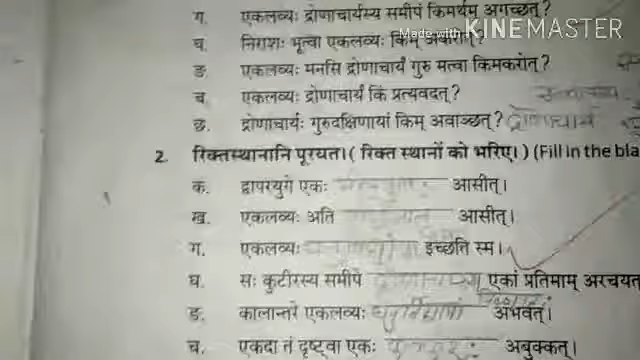 ग. एकलव्यः द्रोणाचार्यस्य समीपं किमर्थम् अगच्छत्?
Made with KINEMASTER
घ. निराशः भूत्वा एकलव्यः किम् अकरोत्?
ङ एकलव्यः मनसि द्रोणाचार्यं गुरु मत्वा किमकरोत्?
च एकलव्यः द्रोणाचार्यं किं प्रत्यवदत्?
छ. द्रोणाचार्यः गुरुदक्षिणायां किम् अवाञ्छत्? द्रोणाचार्य
2. रिक्तस्थानानि पूरयत। (रिक्त स्थानों को भरिए।) (Fill in the bla
क. द्वापरयुगे एकः आसीत्।
ख. एकलव्यः अति आसीत्।
ग. एकलव्यः इच्छति स्म।
घ. सः कुटीरस्य समीपे एकां प्रतिमाम् अरचयत्
ङ. कालान्तरे एकलव्यः अभवत्।
च. एकदा तं दृष्ट्वा एकः अबुक्कत्।